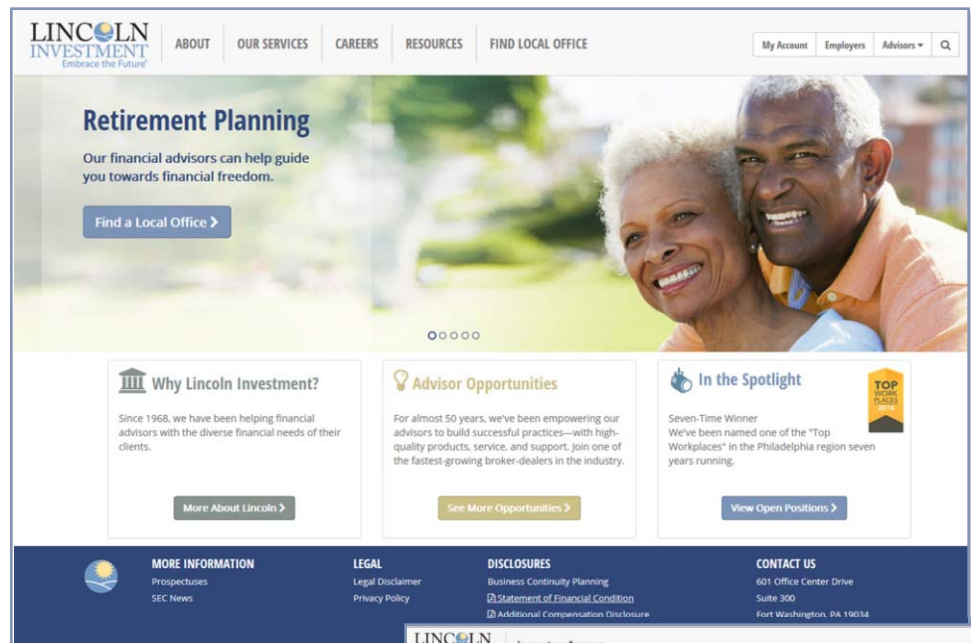 LINCOLN
INVESTMENT
Embrace the Future®
ABOUT
OUR SERVICES
CAREERS
RESOURCES
FIND LOCAL OFFICE
My Account
Employers
Advisors
Retirement Planning
Our financial advisors can help guide
you towards financial freedom.
Find a Local Office
Why Lincoln Investment?
Since 1968, we have been helping financial
advisors with the diverse financial needs of their
clients.
More About Lincoln
Advisor Opportunities
For almost 50 years, we've been empowering our
advisors to build successful practices—with high-
quality products, service, and support. Join one of
the fastest-growing broker-dealers in the industry.
See More Opportunities
In the Spotlight
TOP
WORK
PLACES
2016
Seven-Time Winner
We've been named one of the "Top
Workplaces" in the Philadelphia region seven
years running.
View Open Positions
MORE INFORMATION
Prospectuses
SEC News
LEGAL
Legal Disclaimer
Privacy Policy
DISCLOSURES
Business Continuity Planning
Statement of Financial Condition
Additional Compensation Disclosure
CONTACT US
601 Office Center Drive
Suite 300
Fort Washington, PA 19034
LINCOLN
Investor Access